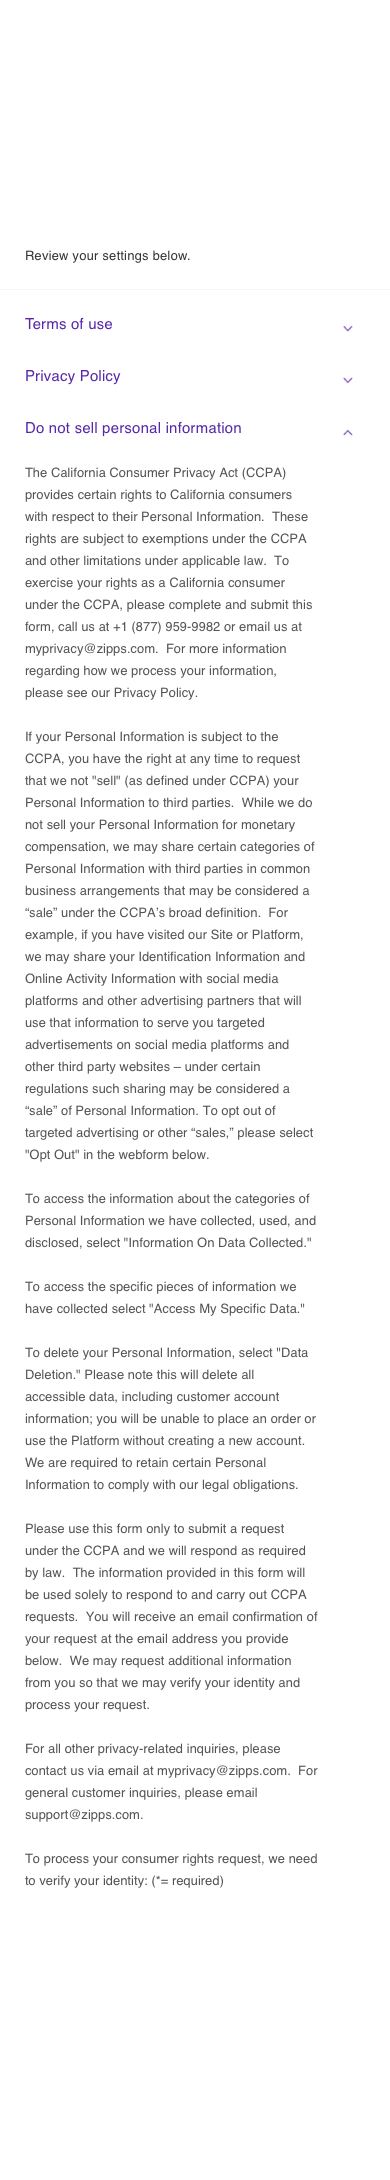 Review your settings below.
Terms of use
Privacy Policy
Do not sell personal information
The California Consumer Privacy Act (CCPA)
provides certain rights to California consumers
with respect to their Personal Information.  These
rights are subject to exemptions under the CCPA
and other limitations under applicable law.  To
exercise your rights as a California consumer
under the CCPA, please complete and submit this
form, call us at +1 (877) 959-9982 or email us at
myprivacy@zipps.com.  For more information
regarding how we process your information,
please see our Privacy Policy.
If your Personal Information is subject to the
CCPA, you have the right at any time to request
that we not "sell" (as defined under CCPA) your
Personal Information to third parties.  While we do
not sell your Personal Information for monetary
compensation, we may share certain categories of
Personal Information with third parties in common
business arrangements that may be considered a
“sale” under the CCPA’s broad definition.  For
example, if you have visited our Site or Platform,
we may share your Identification Information and
Online Activity Information with social media
platforms and other advertising partners that will
use that information to serve you targeted
advertisements on social media platforms and
other third party websites – under certain
regulations such sharing may be considered a
“sale” of Personal Information. To opt out of
targeted advertising or other “sales,” please select
"Opt Out" in the webform below.
To access the information about the categories of
Personal Information we have collected, used, and
disclosed, select "Information On Data Collected."
To access the specific pieces of information we
have collected select "Access My Specific Data."
To delete your Personal Information, select "Data
Deletion." Please note this will delete all
accessible data, including customer account
information; you will be unable to place an order or
use the Platform without creating a new account.
We are required to retain certain Personal
Information to comply with our legal obligations.
Please use this form only to submit a request
under the CCPA and we will respond as required
by law.  The information provided in this form will
be used solely to respond to and carry out CCPA
requests.  You will receive an email confirmation of
your request at the email address you provide
below.  We may request additional information
from you so that we may verify your identity and
process your request.
For all other privacy-related inquiries, please
contact us via email at myprivacy@zipps.com.  For
general customer inquiries, please email
support@zipps.com.
To process your consumer rights request, we need
to verify your identity: (*= required)